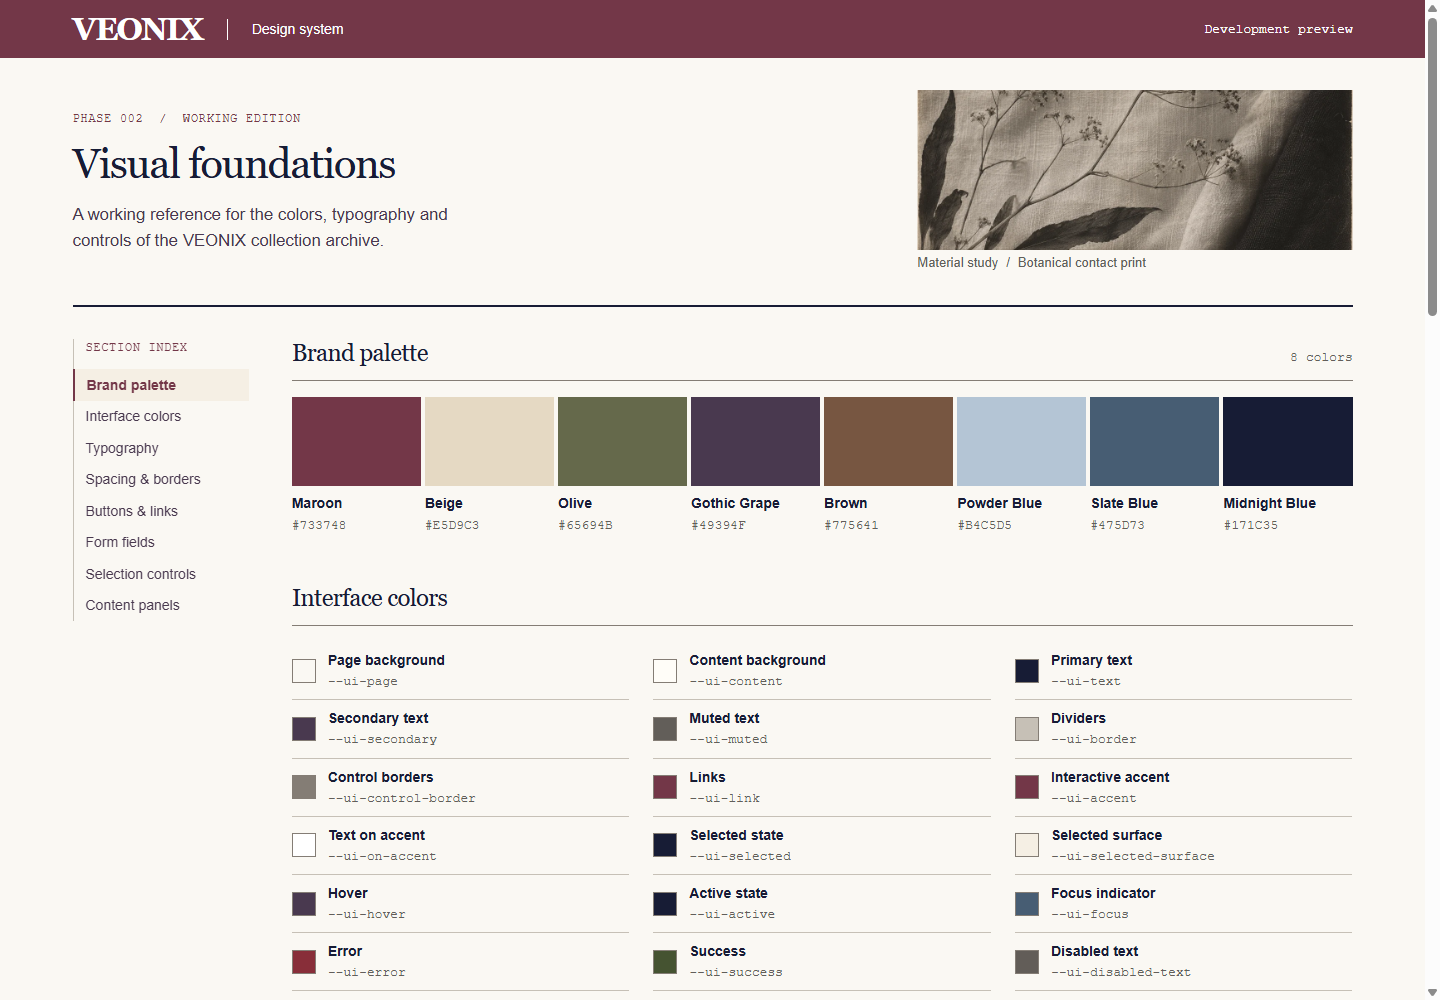 VEONIX
Design system
Development preview
PHASE 002 / WORKING EDITION
Visual foundations
A working reference for the colors, typography and
controls of the VEONIX collection archive.
Material study / Botanical contact print
SECTION INDEX
Brand palette
Interface colors
Typography
Spacing & borders
Buttons & links
Form fields
Selection controls
Content panels
Brand palette
8 colors
Maroon
#733748
Beige
#E5D9C3
Olive
#65694B
Gothic Grape
#49394F
Brown
#775641
Powder Blue
#B4C5D5
Slate Blue
#475D73
Midnight Blue
#171C35
Interface colors
Page background
--ui-page
Content background
--ui-content
Primary text
--ui-text
Secondary text
--ui-secondary
Muted text
--ui-muted
Dividers
--ui-border
Control borders
--ui-control-border
Links
--ui-link
Interactive accent
--ui-accent
Text on accent
--ui-on-accent
Selected state
--ui-selected
Selected surface
--ui-selected-surface
Hover
--ui-hover
Active state
--ui-active
Focus indicator
--ui-focus
Error
--ui-error
Success
--ui-success
Disabled text
--ui-disabled-text